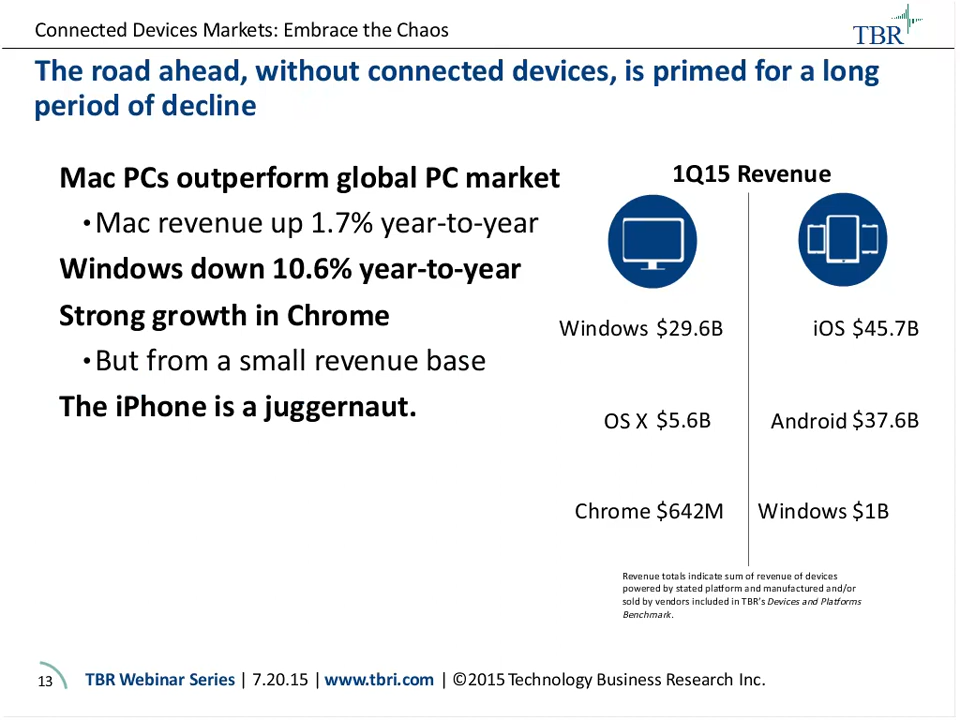 Connected Devices Markets: Embrace the Chaos
TBR
The road ahead, without connected devices, is primed for a long
period of decline
Mac PCs outperform global PC market
•Mac revenue up 1.7% year-to-year
Windows down 10.6% year-to-year
Strong growth in Chrome
•But from a small revenue base
The iPhone is a juggernaut.
1Q15 Revenue
Windows $29.6B
iOS $45.7B
OS X $5.6B
Android $37.6B
Chrome $642M
Windows $1B
Revenue totals indicate sum of revenue of devices
powered by stated platform and manufactured and/or
sold by vendors included in TBR's Devices and Platforms
Benchmark.
13
TBR Webinar Series | 7.20.15 | www.tbri.com | ©2015 Technology Business Research Inc.